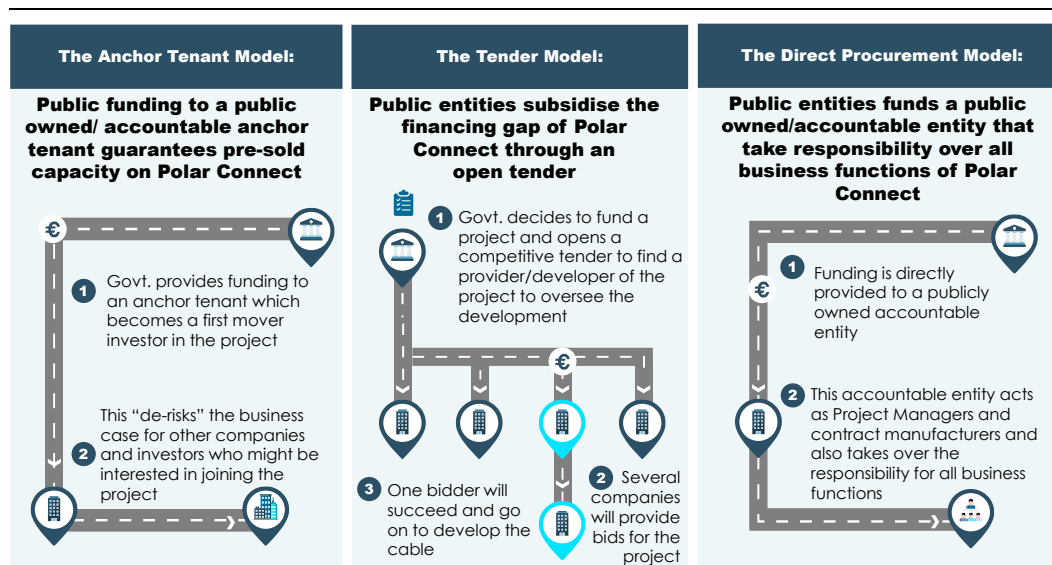 The Anchor Tenant Model:
Public funding to a public
owned/ accountable anchor
tenant guarantees pre-sold
capacity on Polar Connect
€
1
Govt. provides funding to
an anchor tenant which
becomes a first mover
investor in the project
This “de-risks” the business
case for other companies
2
and investors who might be
interested in joining the
project
The Tender Model:
Public entities subsidise the
financing gap of Polar
Connect through an
open tender
1
Govt. decides to fund a
project and opens a
competitive tender to find a
provider/developer of the
project to oversee the
development
€
2
Several
companies
will provide
bids for the
project
3
One bidder will
succeed and go
on to develop the
cable
The Direct Procurement Model:
Public entities funds a public
owned/accountable entity that
take responsibility over all
business functions of Polar
Connect
1
Funding is directly
provided to a publicly
owned accountable
entity
€
2
This accountable entity acts
as Project Managers and
contract manufacturers and
also takes over the
responsibility for all business
functions